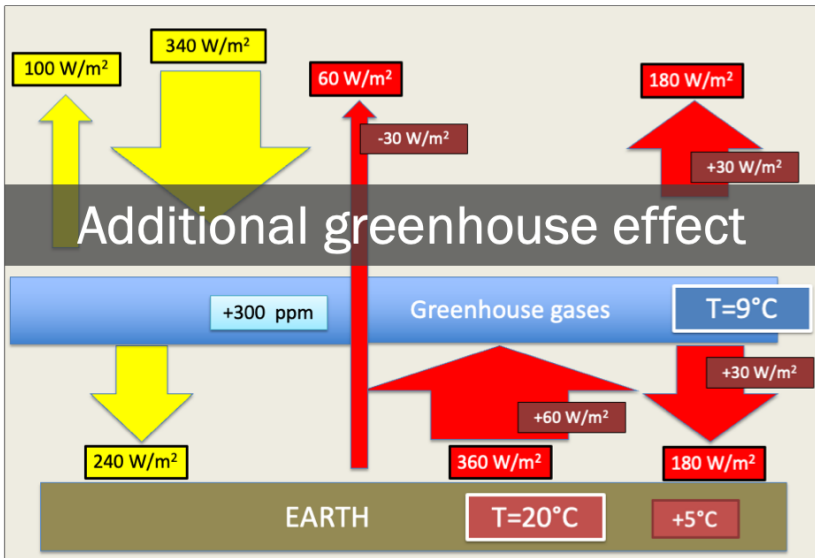 340 W/m²
100 W/m²
60 W/m²
180 W/m²
-30 W/m²
+30 W/m²
Additional greenhouse effect
+300 ppm
Greenhouse gases
T=9°C
+30 W/m²
+60 W/m²
240 W/m²
360 W/m²
180 W/m²
EARTH
T=20°C
+5°C